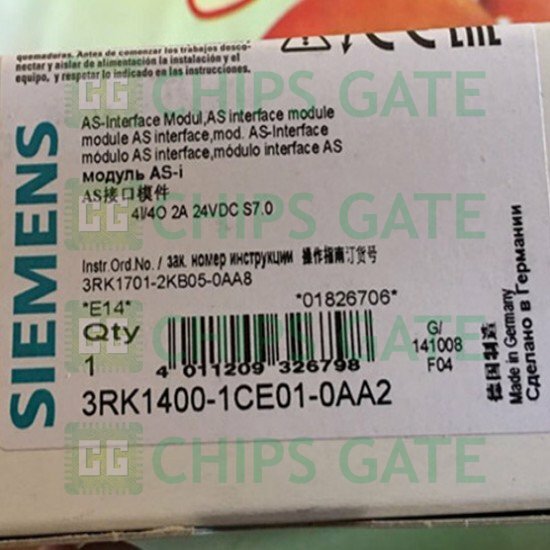 quemaduras. Antes de comenzar los trabajos desco-
nectar y aislar de alimentación la instalación y el
equipo, y respetar lo indicado en las instrucciones.
CHIPS GATE
SIEMENS
AS-Interface Modul,AS interface module
module AS interface,mod. AS-Interface
módulo AS interface,módulo interface AS
модуль AS-i
AS接口模件
4I/4O 2A 24VDC S7.0
CHIPS GATE
Instr.Ord.No. / зак. номер инструкции 操作指南订货号
3RK1701-2KB05-0AA8
*E14*
*01826706*
Qty
1
CHIPS GATE
4 011209 326798
G/
141008
F04
3RK1400-1CE01-0AA2
德国制造
Made in Germany
Сделано в Германии
CHIPS GATE